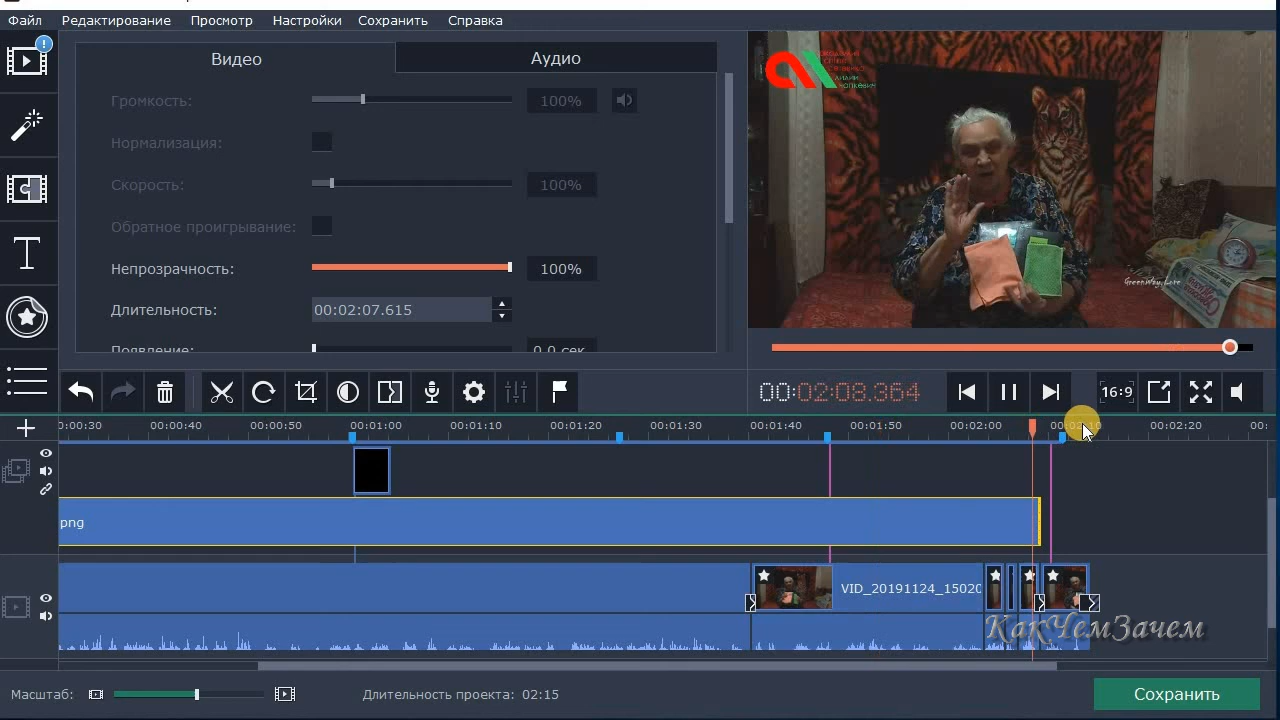 Файл Редактирование Просмотр Настройки Сохранить Справка
Видео Аудио
Громкость: 100%
Нормализация:
Скорость: 100%
Обратное проигрывание:
Непрозрачность: 100%
Длительность: 00:02:07.615
Появление: 0.0 сек.
GreenWay.Love
00:02:08.364
16:9
0:00:30 00:00:40 00:00:50 00:01:00 00:01:10 00:01:20 00:01:30 00:01:40 00:01:50 00:02:00 00:02:10 00:02:20 00:
png
VID_20191124_15020
КакЧемЗачем
Масштаб: Длительность проекта: 02:15
Сохранить